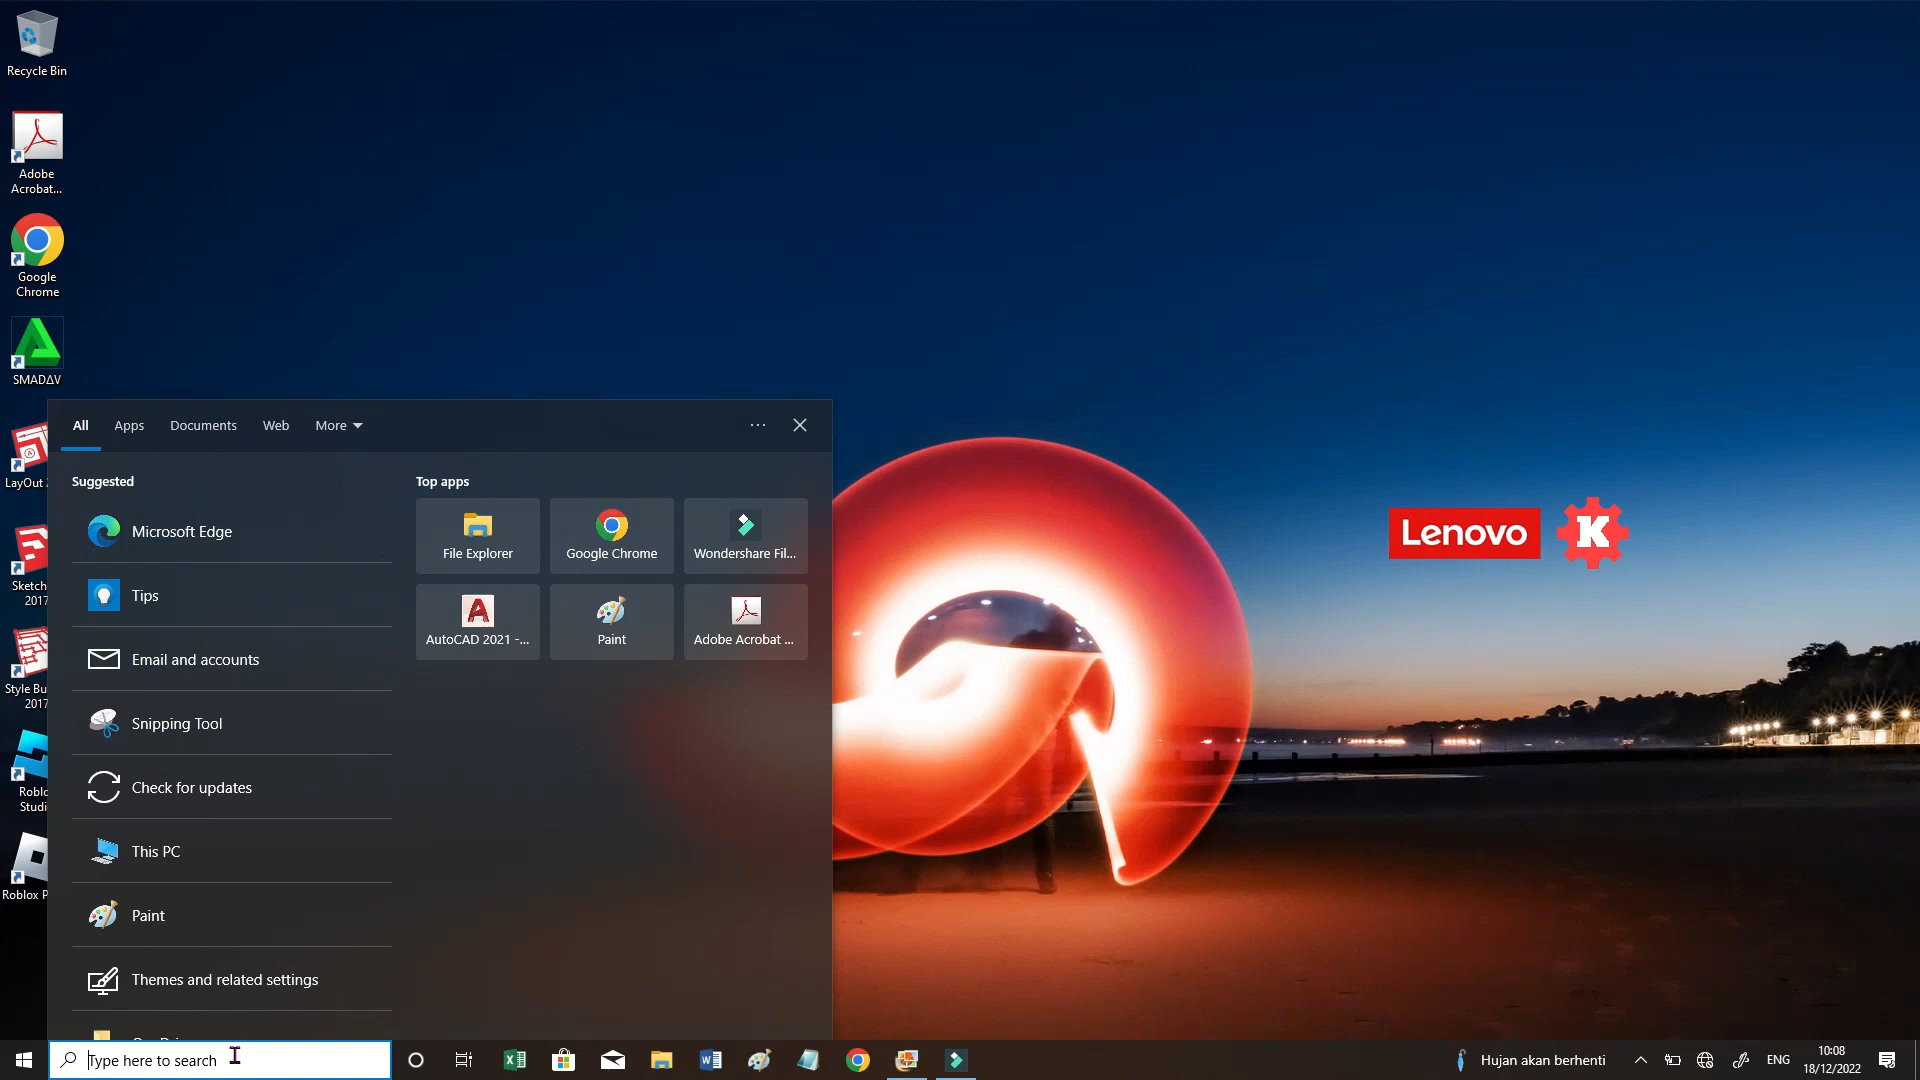 Recycle Bin
Adobe
Acrobat...
Google
Chrome
SMADΔV
LayOut
Sketch
2017
Style Bu
2017
Roblo
Studi
Roblox P
All
Apps
Documents
Web
More
Suggested
Microsoft Edge
Tips
Email and accounts
Snipping Tool
Check for updates
This PC
Paint
Themes and related settings
Top apps
File Explorer
Google Chrome
Wondershare Fil...
AutoCAD 2021 -...
Paint
Adobe Acrobat ...
Lenovo
K
Type here to search
Hujan akan berhenti
ENG
10:08
18/12/2022